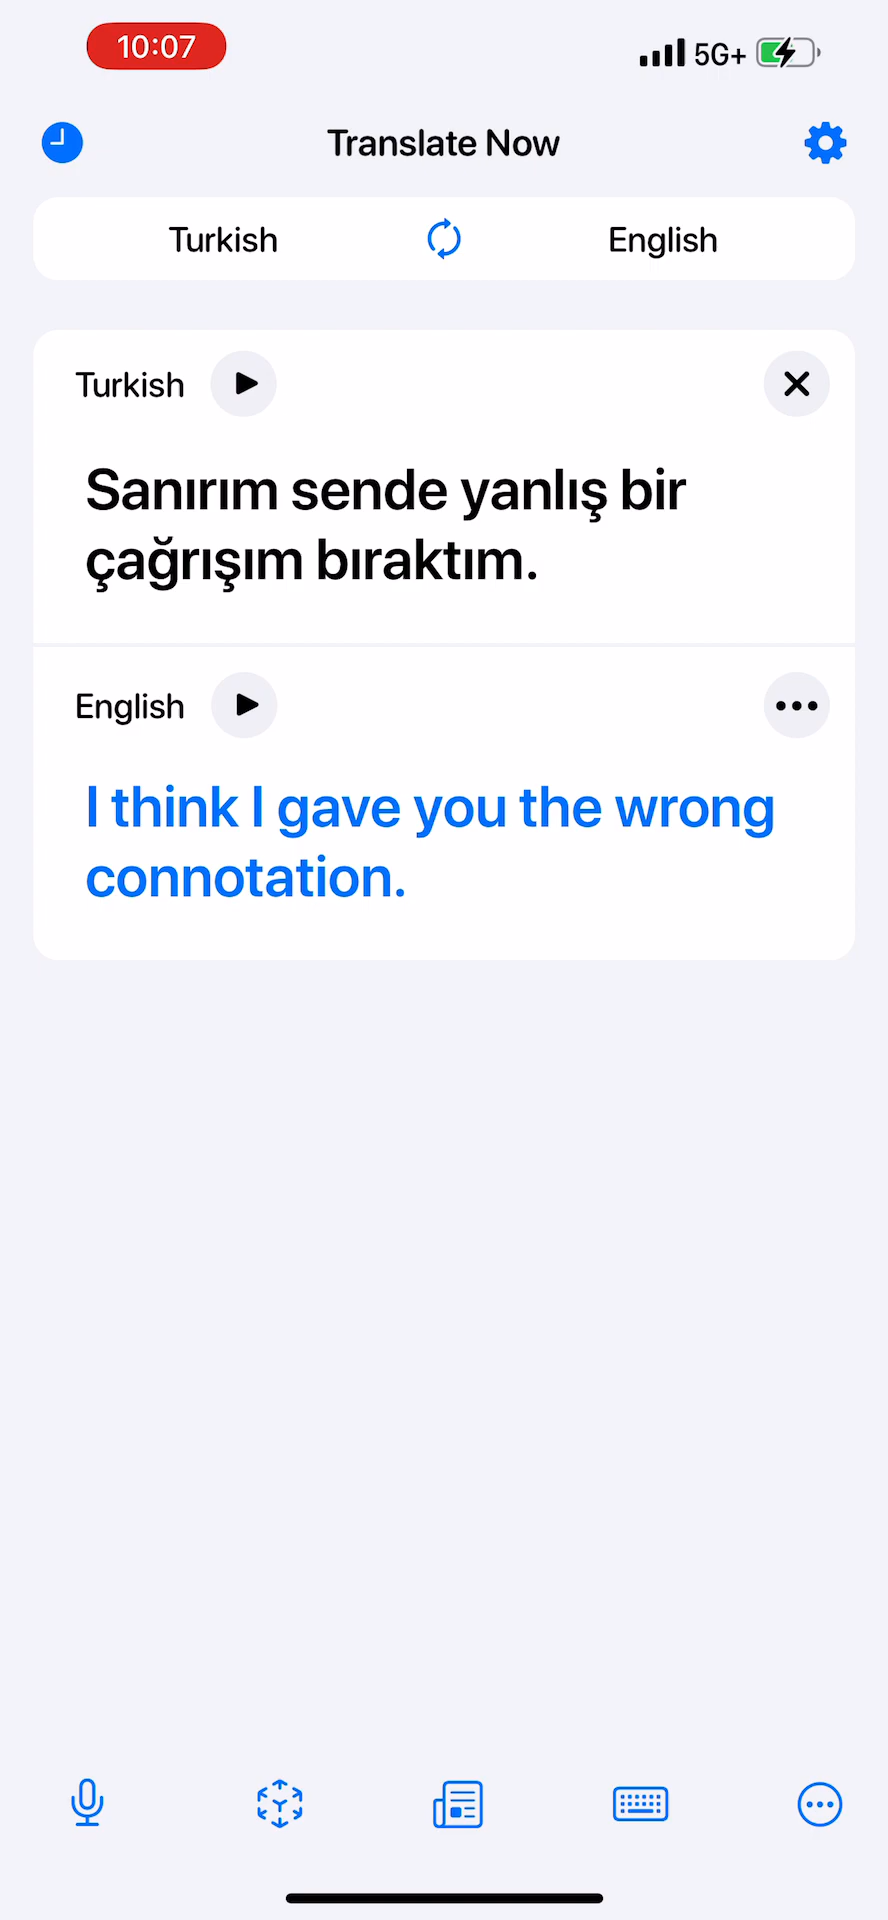 10:07 5G+
Translate Now
Turkish English
Turkish
Sanırım sende yanlış bir
çağrışım bıraktım.
English
I think I gave you the wrong
connotation.